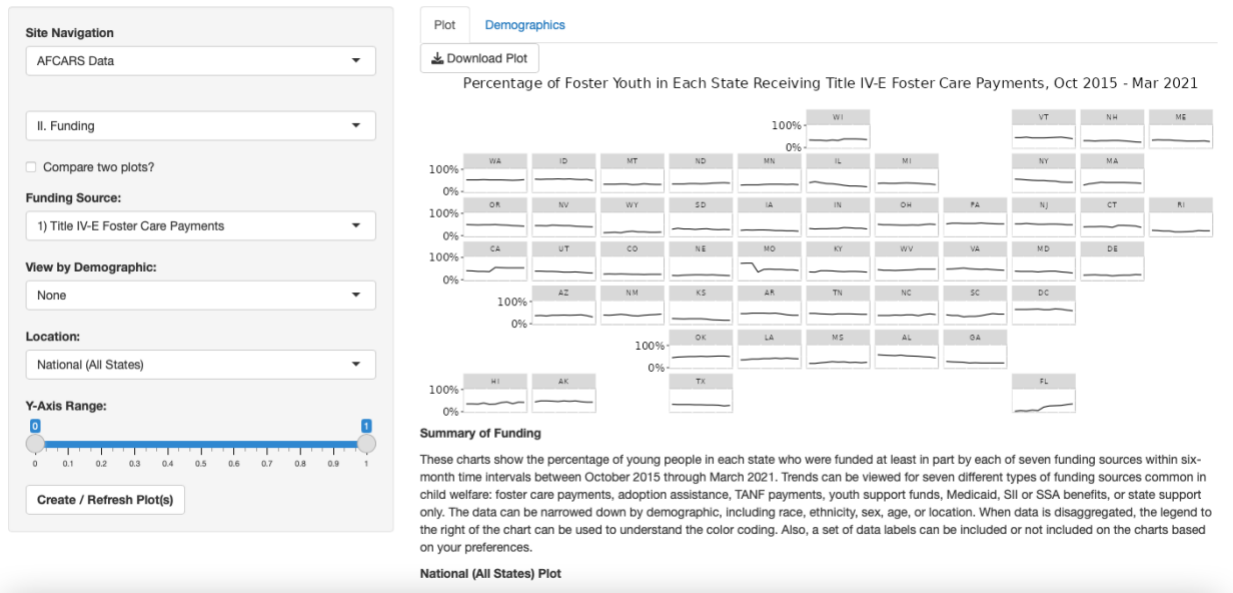 Site Navigation
AFCARS Data
II. Funding
Compare two plots?
Funding Source:
1) Title IV-E Foster Care Payments
View by Demographic:
None
Location:
National (All States)
Y-Axis Range:
0 1
0 0.1 0.2 0.3 0.4 0.5 0.6 0.7 0.8 0.9 1
Create / Refresh Plot(s)
Plot Demographics
Download Plot
Percentage of Foster Youth in Each State Receiving Title IV-E Foster Care Payments, Oct 2015 - Mar 2021
WI VT NH ME
100%
0%
WA ID MT ND MN IL MI NY MA
100%
0%
OR NV WY SD IA IN OH PA NJ CT RI
100%
0%
CA UT CO NE MO KY WV VA MD DE
100%
0%
AZ NM KS AR TN NC SC DC
100%
0%
OK LA MS AL GA
100%
0%
HI AK TX FL
100%
0%
Summary of Funding
These charts show the percentage of young people in each state who were funded at least in part by each of seven funding sources within six-
month time intervals between October 2015 through March 2021. Trends can be viewed for seven different types of funding sources common in
child welfare: foster care payments, adoption assistance, TANF payments, youth support funds, Medicaid, SII or SSA benefits, or state support
only. The data can be narrowed down by demographic, including race, ethnicity, sex, age, or location. When data is disaggregated, the legend to
the right of the chart can be used to understand the color coding. Also, a set of data labels can be included or not included on the charts based
on your preferences.
National (All States) Plot